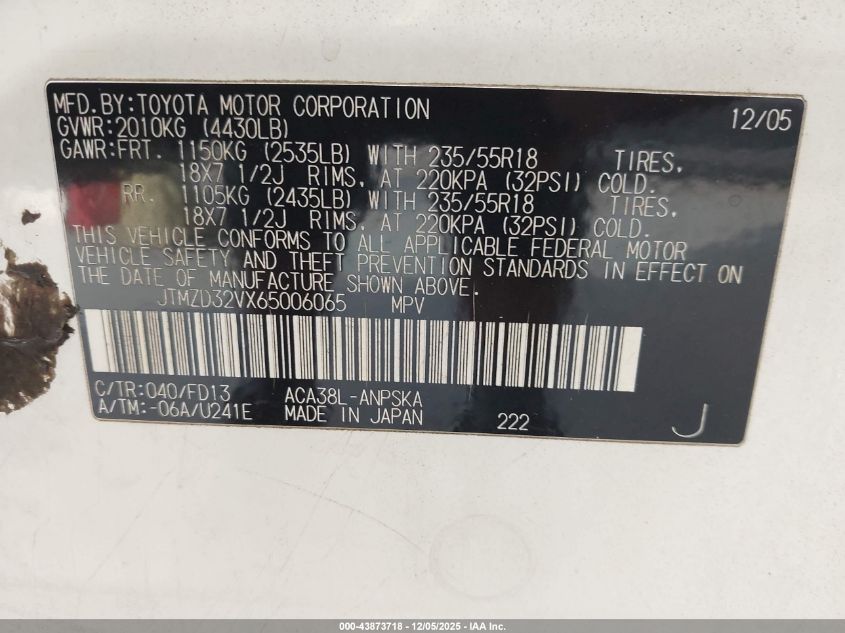 MFD.BY:TOYOTA MOTOR CORPORATION 12/05
GVWR:2010KG (4430LB)
GAWR:FRT. 1150KG (2535LB) WITH 235/55R18 TIRES,
18X7 1/2J RIMS, AT 220KPA (32PSI) COLD.
RR. 1105KG (2435LB) WITH 235/55R18 TIRES,
18X7 1/2J RIMS, AT 220KPA (32PSI) COLD.
THIS VEHICLE CONFORMS TO ALL APPLICABLE FEDERAL MOTOR
VEHICLE SAFETY AND THEFT PREVENTION STANDARDS IN EFFECT ON
THE DATE OF MANUFACTURE SHOWN ABOVE.
JTMZD32VX65006065 MPV
C/TR:040/FD13 ACA38L-ANPSKA
A/TM:-06A/U241E MADE IN JAPAN 222 J
000-43873718 - 12/05/2025 - IAA Inc.